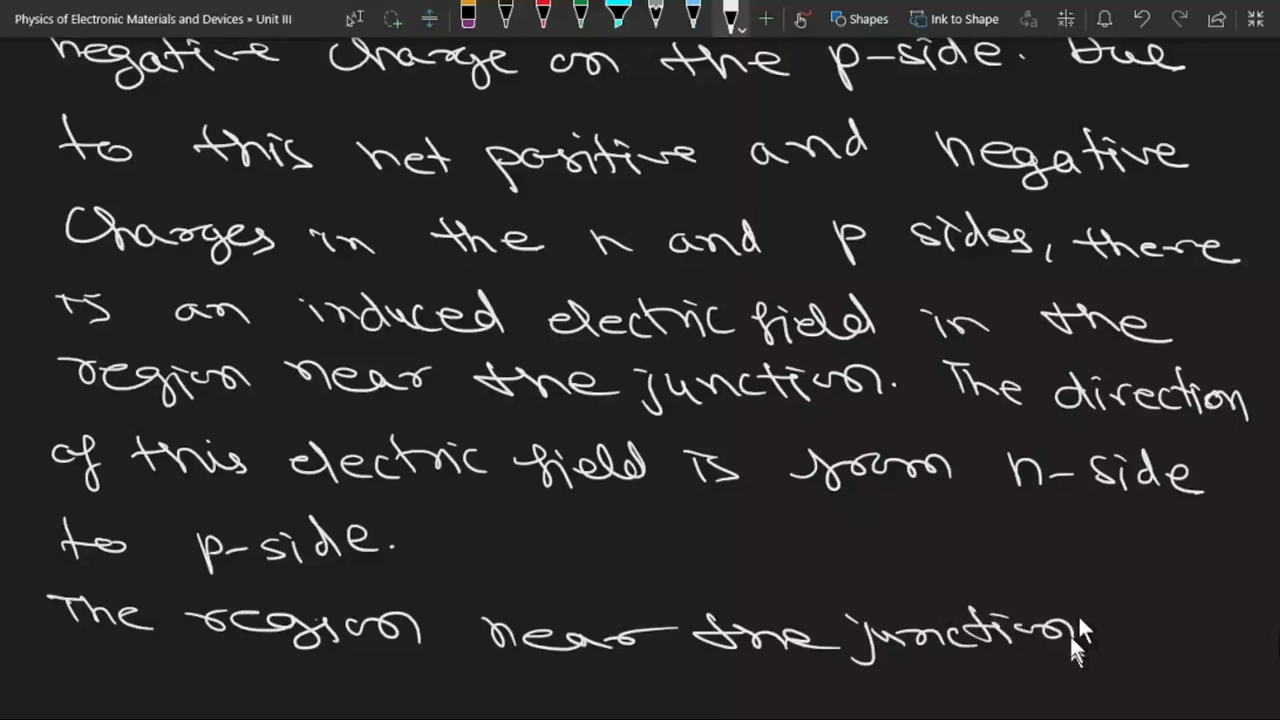 Physics of Electronic Materials and Devices » Unit III Shapes Ink to Shape
negative charge on the p-side. Due
to this net positive and negative
charges in the n and p sides, there
is an induced electric field in the
region near the junction. The direction
of this electric field is from n-side
to p-side.
The region near the junction